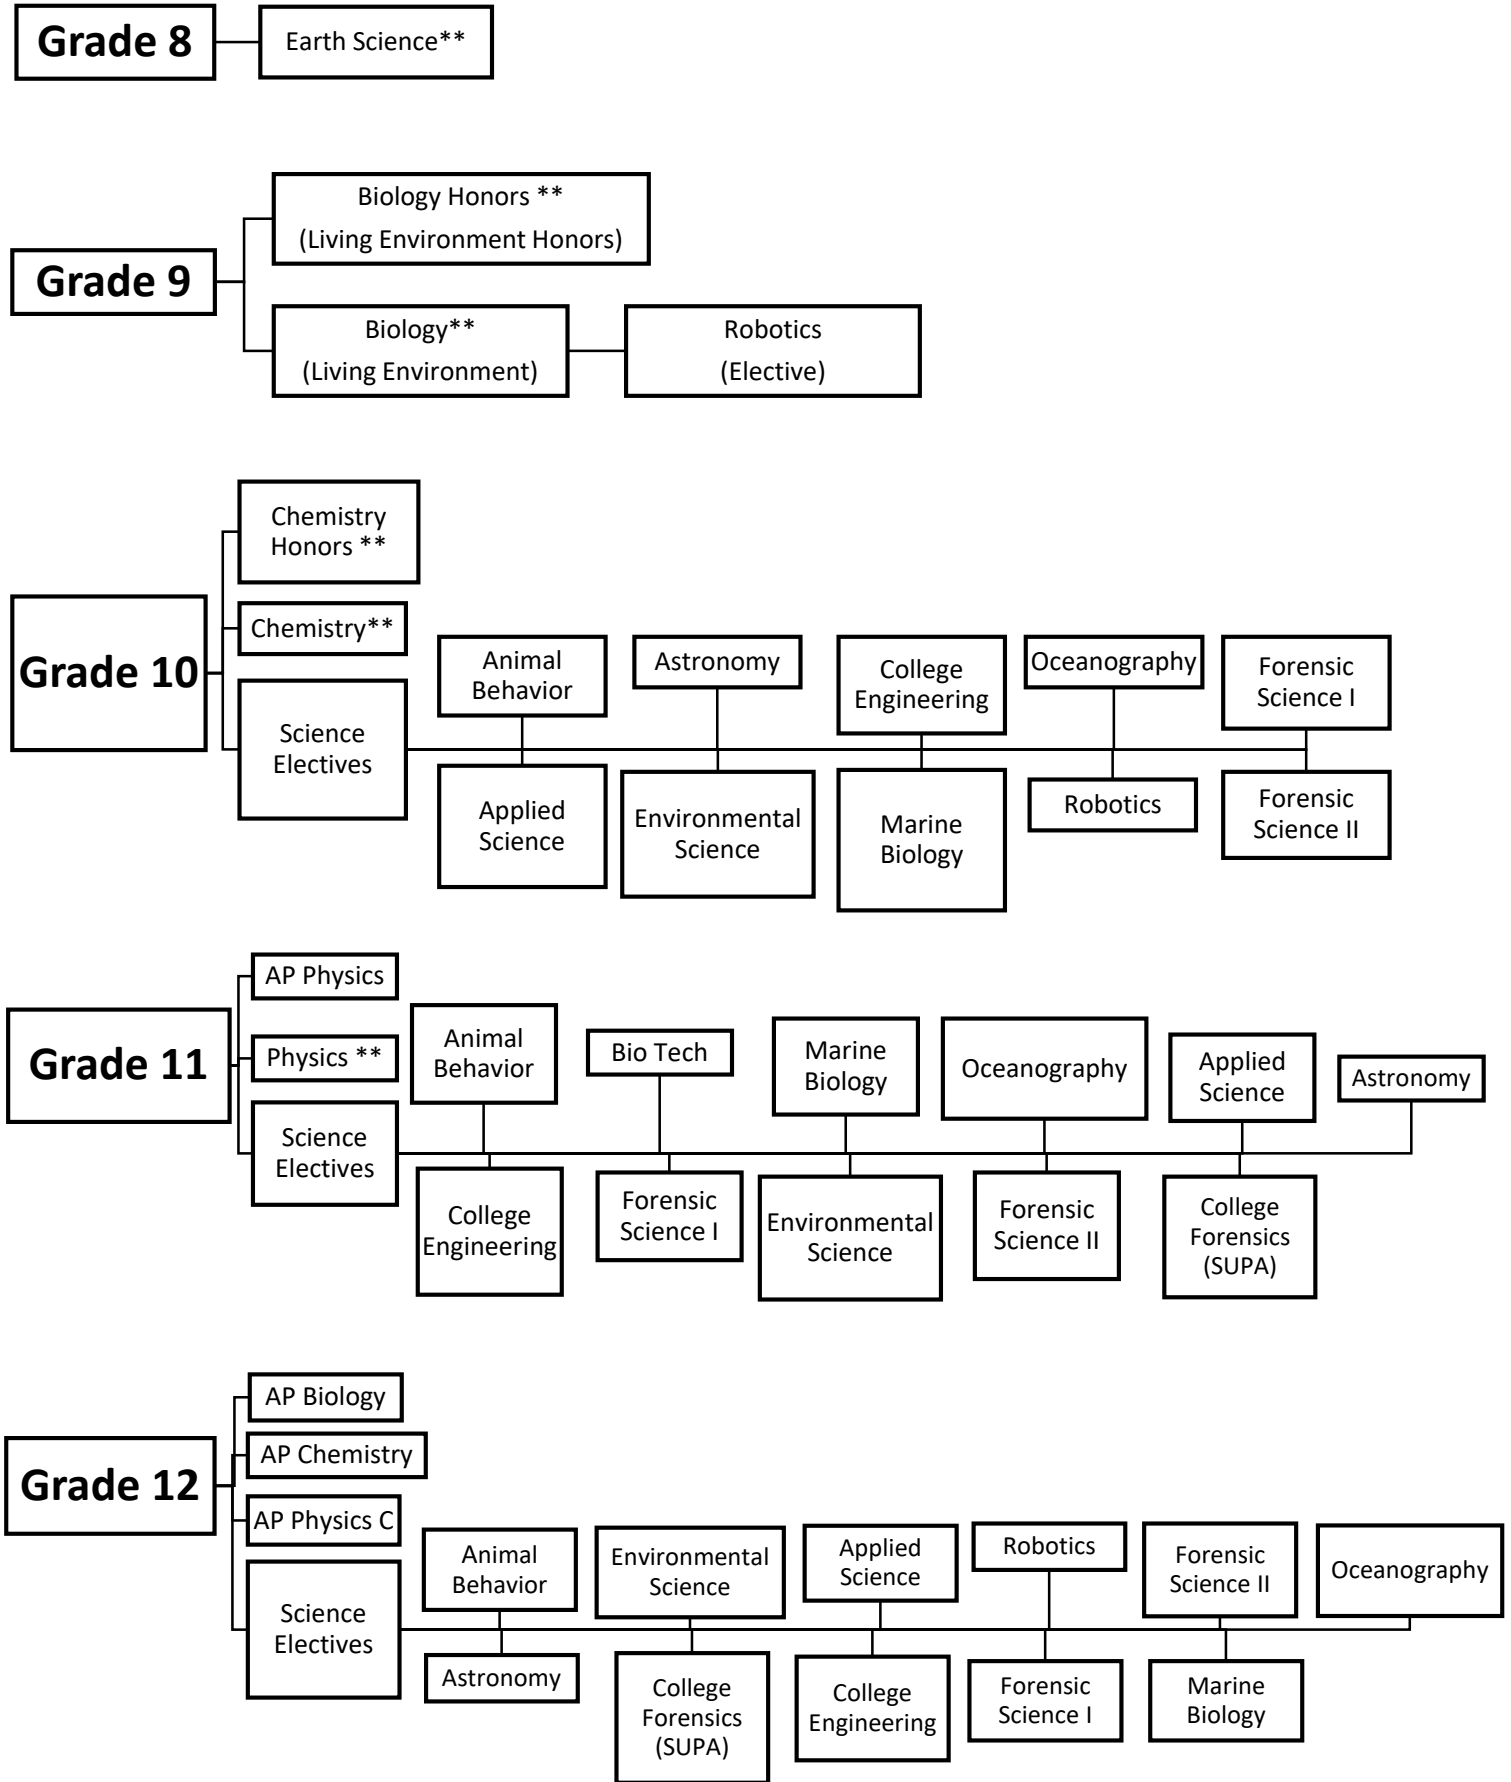 Grade 8
Earth Science**
Grade 9
Biology Honors **
(Living Environment Honors)
Biology**
(Living Environment)
Robotics
(Elective)
Grade 10
Chemistry
Honors **
Chemistry**
Science
Electives
Animal
Behavior
Astronomy
College
Engineering
Oceanography
Forensic
Science I
Applied
Science
Environmental
Science
Marine
Biology
Robotics
Forensic
Science II
Grade 11
AP Physics
Physics **
Science
Electives
Animal
Behavior
Bio Tech
Marine
Biology
Oceanography
Applied
Science
Astronomy
College
Engineering
Forensic
Science I
Environmental
Science
Forensic
Science II
College
Forensics
(SUPA)
Grade 12
AP Biology
AP Chemistry
AP Physics C
Science
Electives
Animal
Behavior
Environmental
Science
Applied
Science
Robotics
Forensic
Science II
Oceanography
Astronomy
College
Forensics
(SUPA)
College
Engineering
Forensic
Science I
Marine
Biology